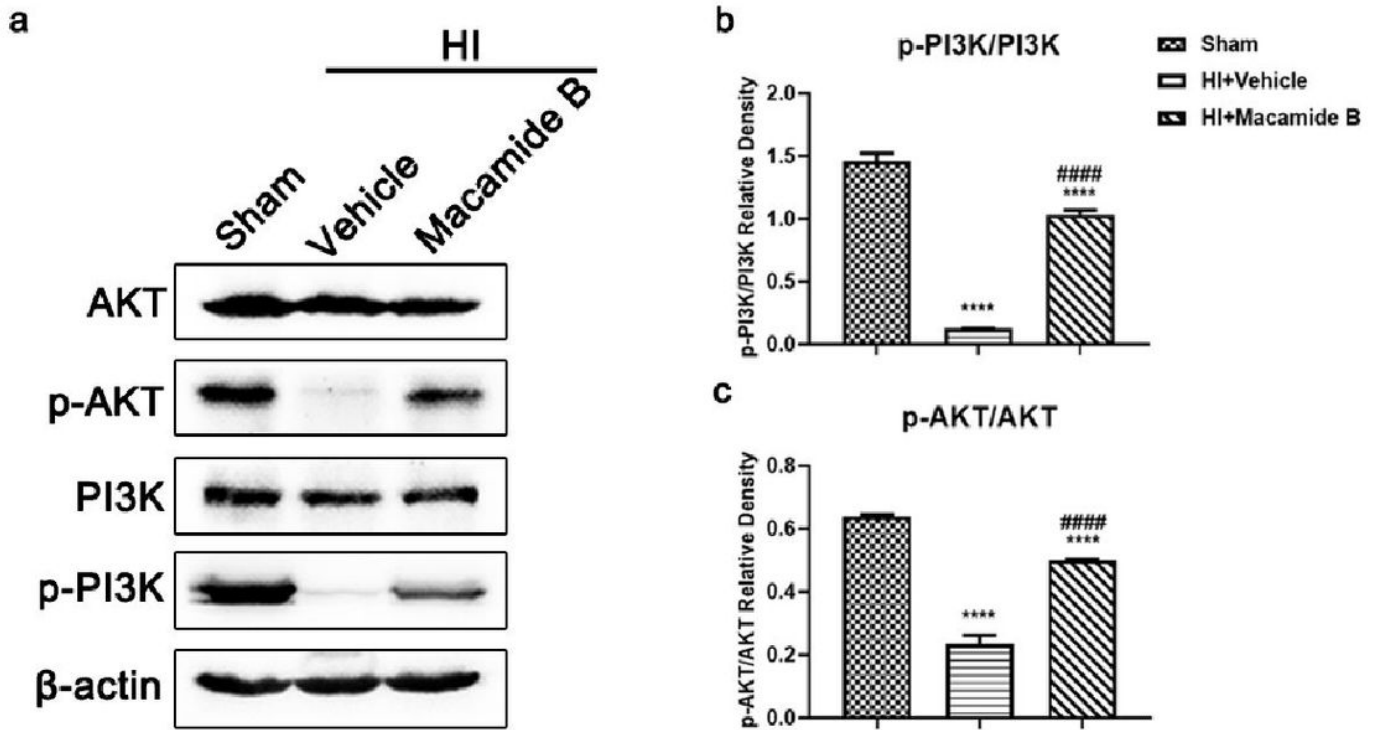 a
HI
Sham
Vehicle
Macamide B
AKT
p-AKT
PI3K
p-PI3K
β-actin
b
p-PI3K/PI3K
p-PI3K/PI3K Relative Density
2.0
1.5
1.0
0.5
0.0
****
####
****
Sham
HI+Vehicle
HI+Macamide B
c
p-AKT/AKT
p-AKT/AKT Relative Density
0.8
0.6
0.4
0.2
0.0
****
####
****